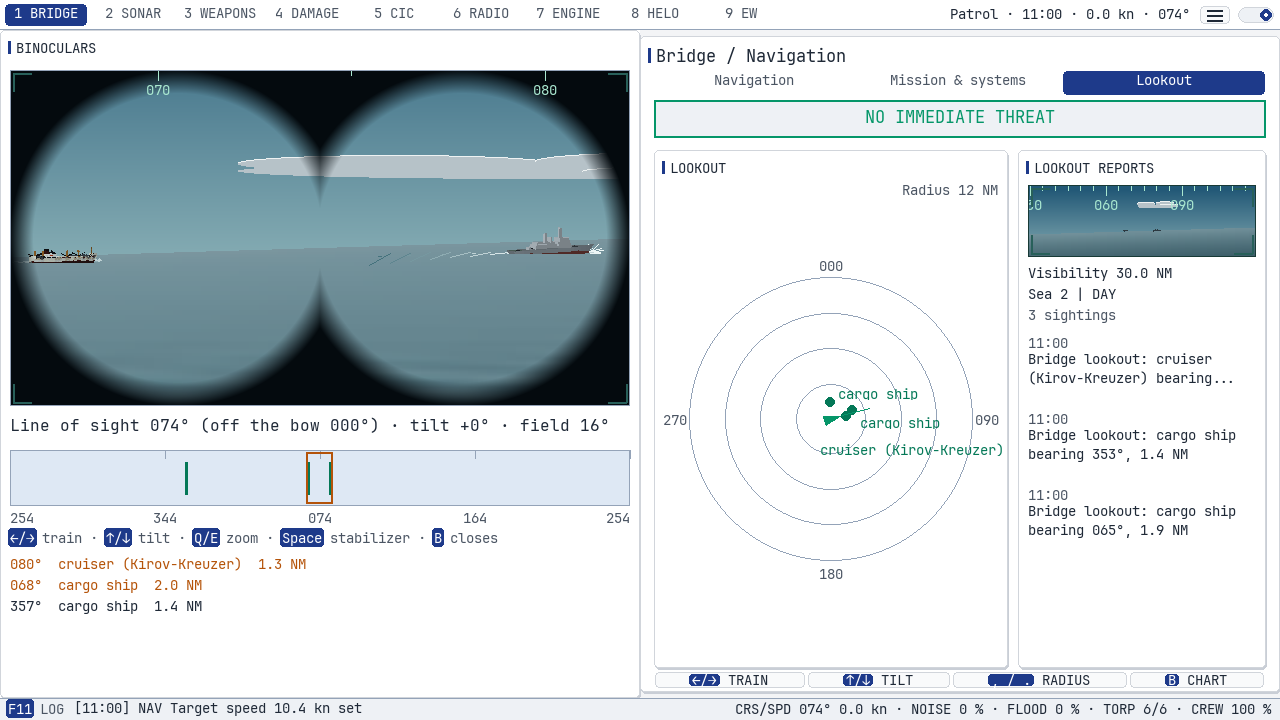 1 BRIDGE 2 SONAR 3 WEAPONS 4 DAMAGE 5 CIC 6 RADIO 7 ENGINE 8 HELO 9 EW Patrol · 11:00 · 0.0 kn · 074°
BINOCULARS
070 080
Line of sight 074° (off the bow 000°) · tilt +0° · field 16°
254 344 074 164 254
←/→ train · ↑/↓ tilt · Q/E zoom · Space stabilizer · B closes
080° cruiser (Kirov-Kreuzer) 1.3 NM
068° cargo ship 2.0 NM
357° cargo ship 1.4 NM
Bridge / Navigation
Navigation Mission & systems Lookout
NO IMMEDIATE THREAT
LOOKOUT
Radius 12 NM
000
cargo ship
270 cargo ship 090
cruiser (Kirov-Kreuzer)
180
LOOKOUT REPORTS
060 090
Visibility 30.0 NM
Sea 2 | DAY
3 sightings
11:00
Bridge lookout: cruiser
(Kirov-Kreuzer) bearing...
11:00
Bridge lookout: cargo ship
bearing 353°, 1.4 NM
11:00
Bridge lookout: cargo ship
bearing 065°, 1.9 NM
←/→ TRAIN ↑/↓ TILT , / . RADIUS B CHART
F11 LOG [11:00] NAV Target speed 10.4 kn set CRS/SPD 074° 0.0 kn · NOISE 0 % · FLOOD 0 % · TORP 6/6 · CREW 100 %